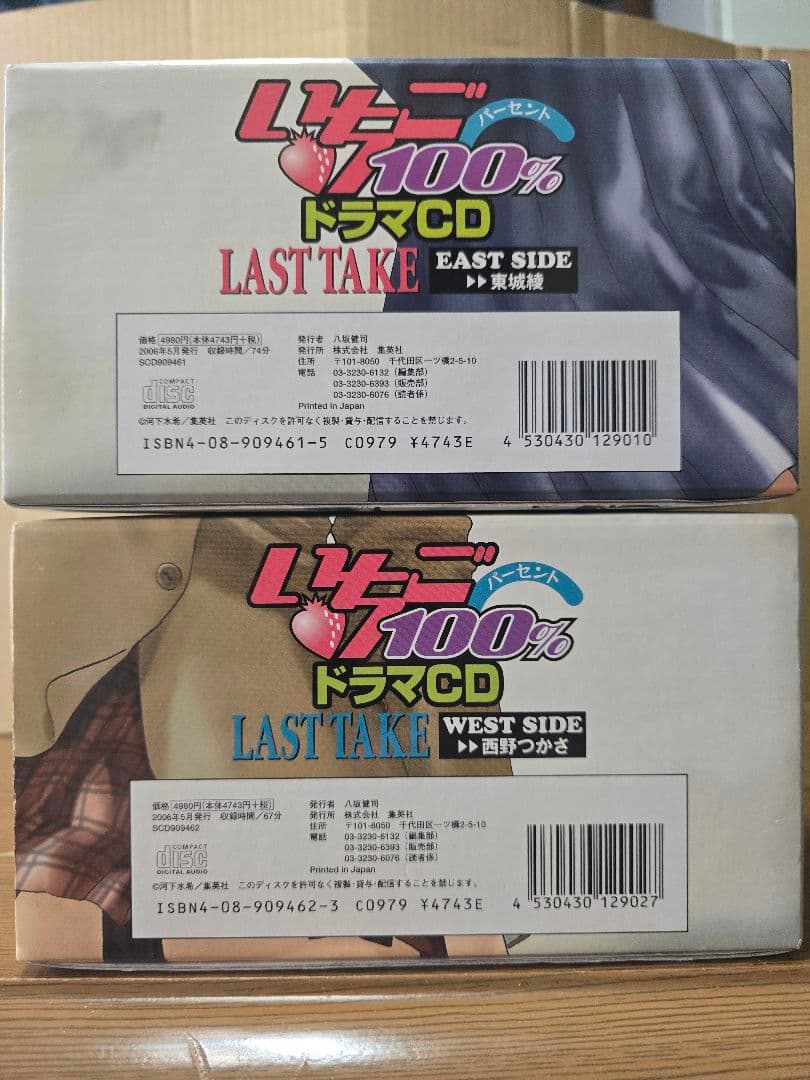 いちご
パーセント
100%
ドラマCD
LAST TAKE
EAST SIDE
▶▶東城綾
価格 4980円(本体4743円+税)
2006年5月発行 収録時間/74分
SCD909461
COMPACT
disc
DIGITAL AUDIO
発行者 八坂健司
発行所 株式会社 集英社
住所 〒101-8050 千代田区一ツ橋2-5-10
電話 03-3230-6132(編集部)
03-3230-6393(販売部)
03-3230-6076(読者係)
Printed in Japan
©河下水希/集英社 このディスクを許可なく複製・貸与・配信することを禁じます。
ISBN4-08-909461-5 C0979 ¥4743E
4 530430 129010
いちご
パーセント
100%
ドラマCD
LAST TAKE
WEST SIDE
▶▶西野つかさ
価格 4980円(本体4743円+税)
2006年5月発行 収録時間/67分
SCD909462
COMPACT
disc
DIGITAL AUDIO
発行者 八坂健司
発行所 株式会社 集英社
住所 〒101-8050 千代田区一ツ橋2-5-10
電話 03-3230-6132(編集部)
03-3230-6393(販売部)
03-3230-6076(読者係)
Printed in Japan
©河下水希/集英社 このディスクを許可なく複製・貸与・配信することを禁じます。
ISBN4-08-909462-3 C0979 ¥4743E
4 530430 129027